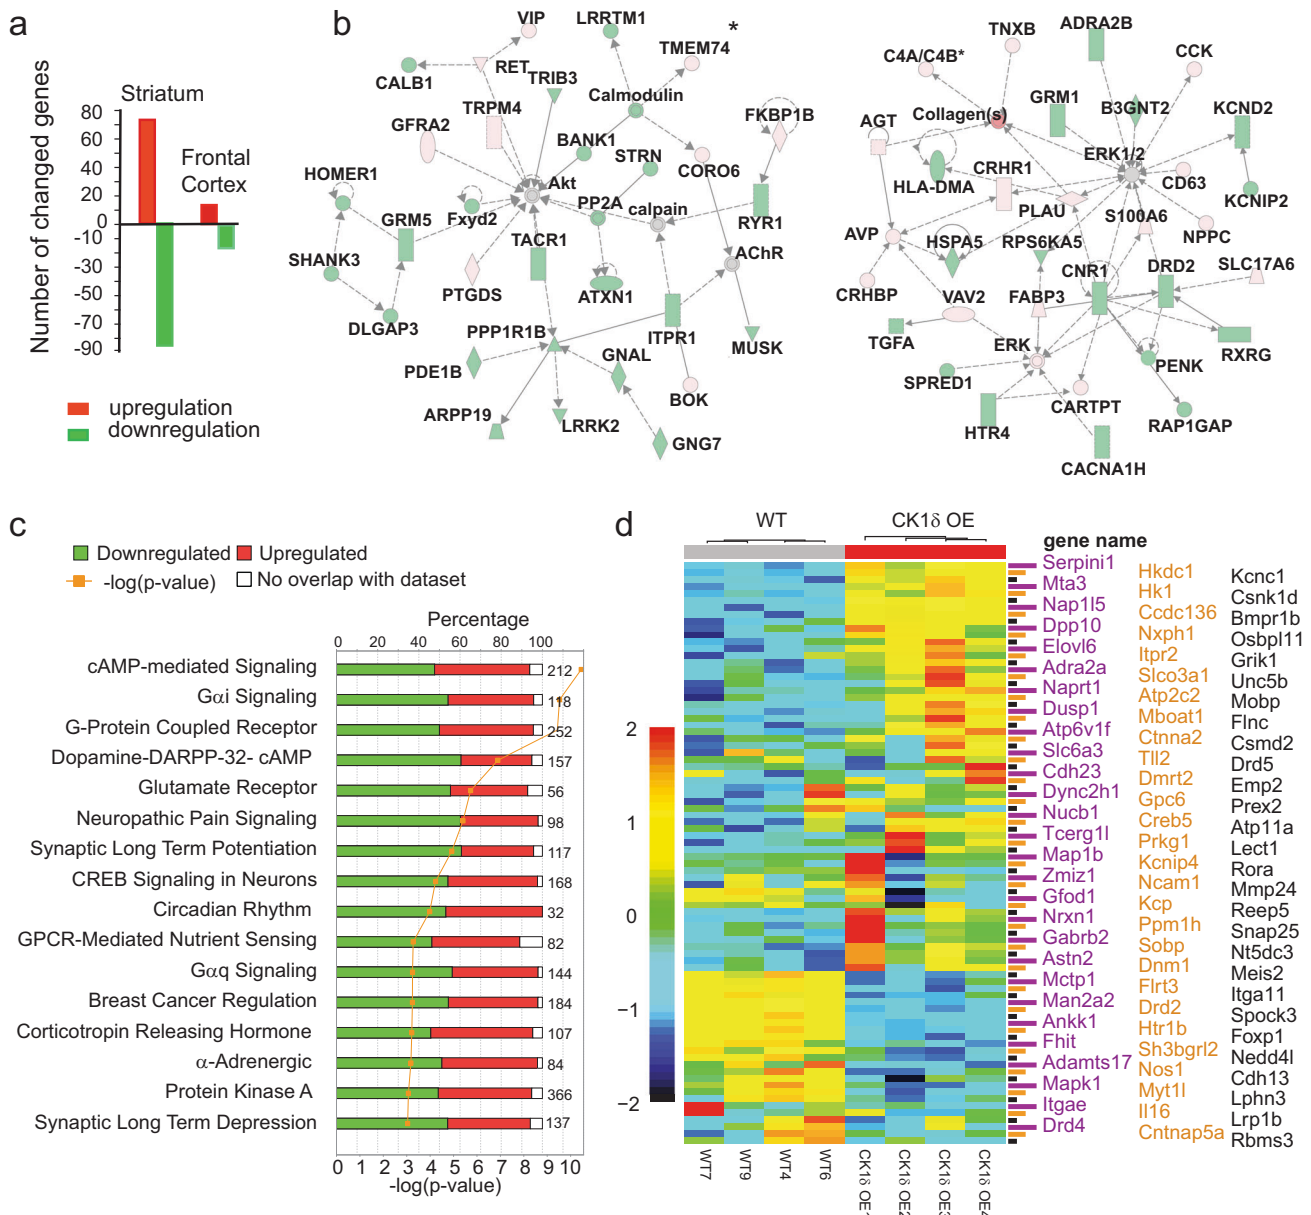 a
Number of changed genes
80
60
40
20
0
-10
-30
-50
-70
-90
Striatum
Frontal
Cortex
upregulation
downregulation
b
VIP
LRRTM1
*
TMEM74
CALB1
RET
TRIB3
TRPM4
Calmodulin
GFRA2
FKBP1B
BANK1
STRN
CORO6
HOMER1
Akt
PP2A
calpain
Fxyd2
RYR1
GRM5
TACR1
AChR
SHANK3
PTGDS
ATXN1
DLGAP3
PPP1R1B
ITPR1
MUSK
GNAL
PDE1B
BOK
ARPP19
LRRK2
GNG7
TNXB
ADRA2B
C4A/C4B*
CCK
GRM1
B3GNT2
KCND2
AGT
Collagen(s)
ERK1/2
CRHR1
HLA-DMA
CD63
KCNIP2
PLAU
S100A6
AVP
HSPA5
RPS6KA5
NPPC
CNR1
DRD2
SLC17A6
CRHBP
VAV2
FABP3
TGFA
ERK
PENK
RXRG
SPRED1
CARTPT
RAP1GAP
HTR4
CACNA1H
c
Downregulated
Upregulated
-log(p-value)
No overlap with dataset
Percentage
0 20 40 60 80 100
cAMP-mediated Signaling 212
Gαi Signaling 118
G-Protein Coupled Receptor 252
Dopamine-DARPP-32- cAMP 157
Glutamate Receptor 56
Neuropathic Pain Signaling 98
Synaptic Long Term Potentiation 117
CREB Signaling in Neurons 168
Circadian Rhythm 32
GPCR-Mediated Nutrient Sensing 82
Gαq Signaling 144
Breast Cancer Regulation 184
Corticotropin Releasing Hormone 107
α-Adrenergic 84
Protein Kinase A 366
Synaptic Long Term Depression 137
0 1 2 3 4 5 6 7 8 9 10
-log(p-value)
d
WT
CK1δ OE
gene name
2
1
0
−1
−2
Serpini1
Mta3
Nap1l5
Dpp10
Elovl6
Adra2a
Naprt1
Dusp1
Atp6v1f
Slc6a3
Cdh23
Dync2h1
Nucb1
Tcerg1l
Map1b
Zmiz1
Gfod1
Nrxn1
Gabrb2
Astn2
Mctp1
Man2a2
Ankk1
Fhit
Adamts17
Mapk1
Itgae
Drd4
Hkdc1
Hk1
Ccdc136
Nxph1
Itpr2
Slco3a1
Atp2c2
Mboat1
Ctnna2
Tll2
Dmrt2
Gpc6
Creb5
Prkg1
Kcnip4
Ncam1
Kcp
Ppm1h
Sobp
Dnm1
Flrt3
Drd2
Htr1b
Sh3bgrl2
Nos1
Myt1l
Il16
Cntnap5a
Kcnc1
Csnk1d
Bmpr1b
Osbpl11
Grik1
Unc5b
Mobp
Flnc
Csmd2
Drd5
Emp2
Prex2
Atp11a
Lect1
Rora
Mmp24
Reep5
Snap25
Nt5dc3
Meis2
Itga11
Spock3
Foxp1
Nedd4l
Cdh13
Lphn3
Lrp1b
Rbms3
WT7
WT9
WT4
WT6
CK1δ OE1
CK1δ OE2
CK1δ OE3
CK1δ OE4